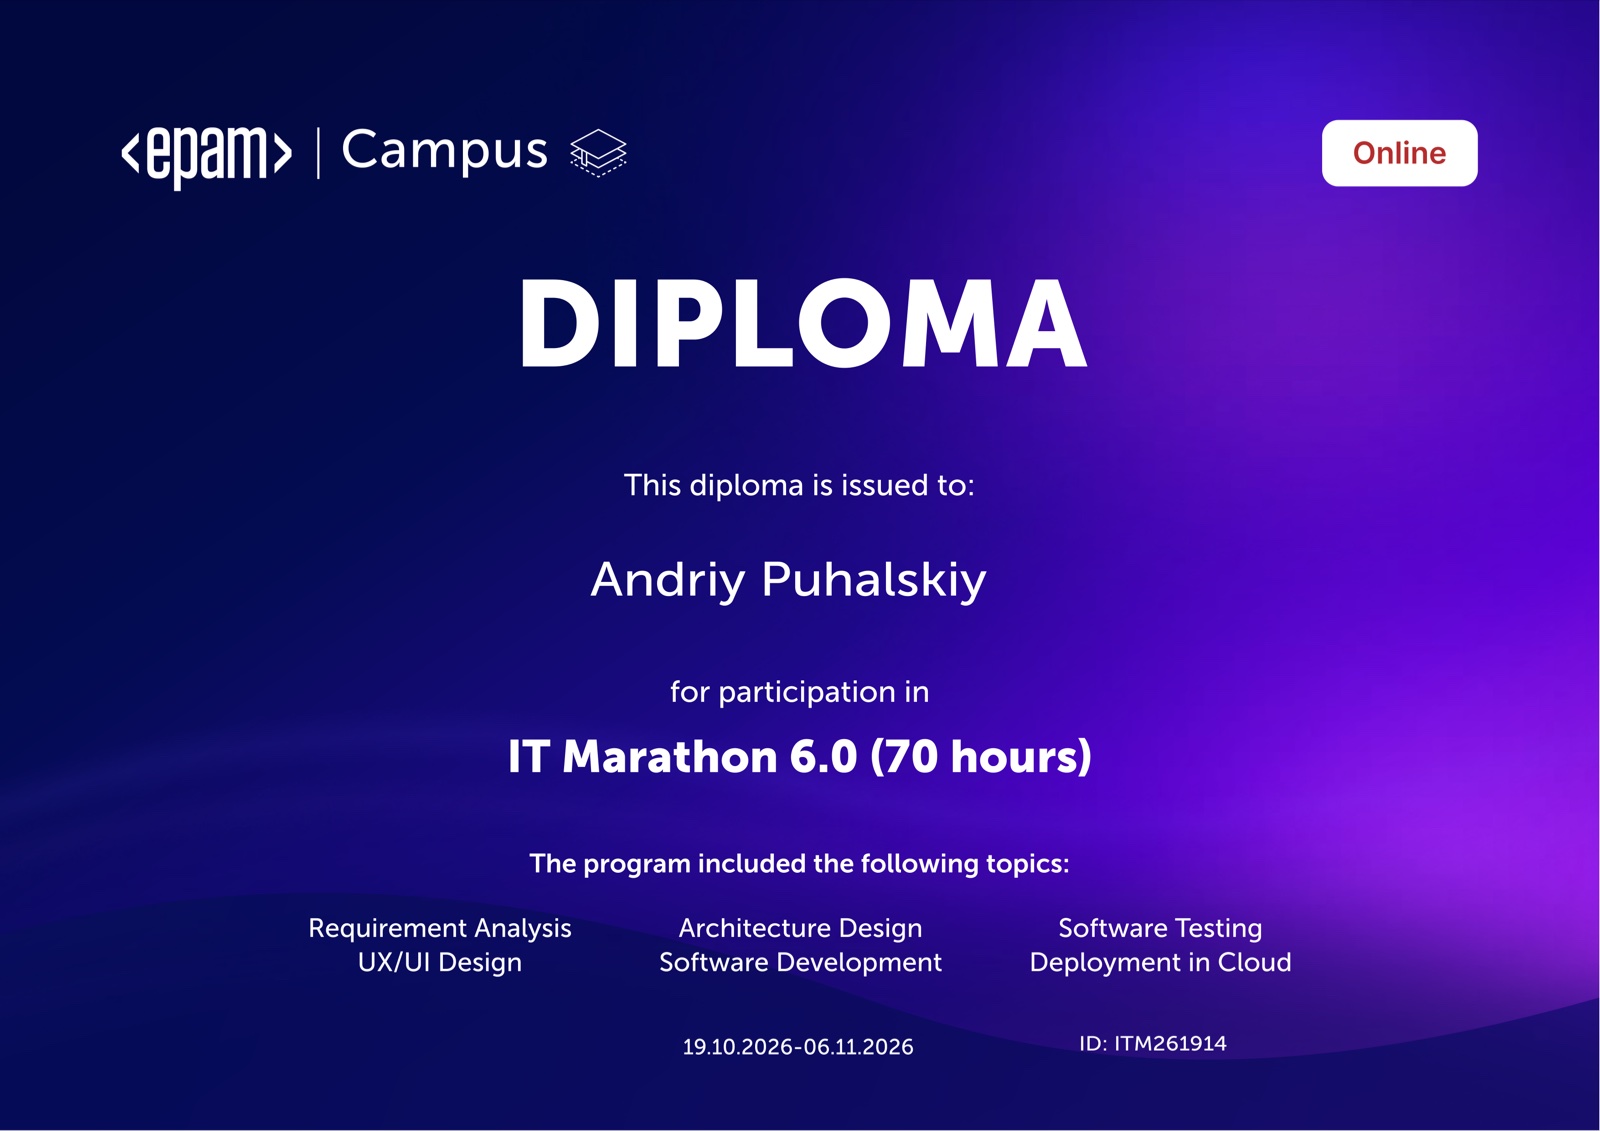 <epam> | Campus
Online
DIPLOMA
This diploma is issued to:
Andriy Puhalskiy
for participation in
IT Marathon 6.0 (70 hours)
The program included the following topics:
Requirement Analysis
UX/UI Design
Architecture Design
Software Development
Software Testing
Deployment in Cloud
19.10.2026-06.11.2026
ID: ITM261914